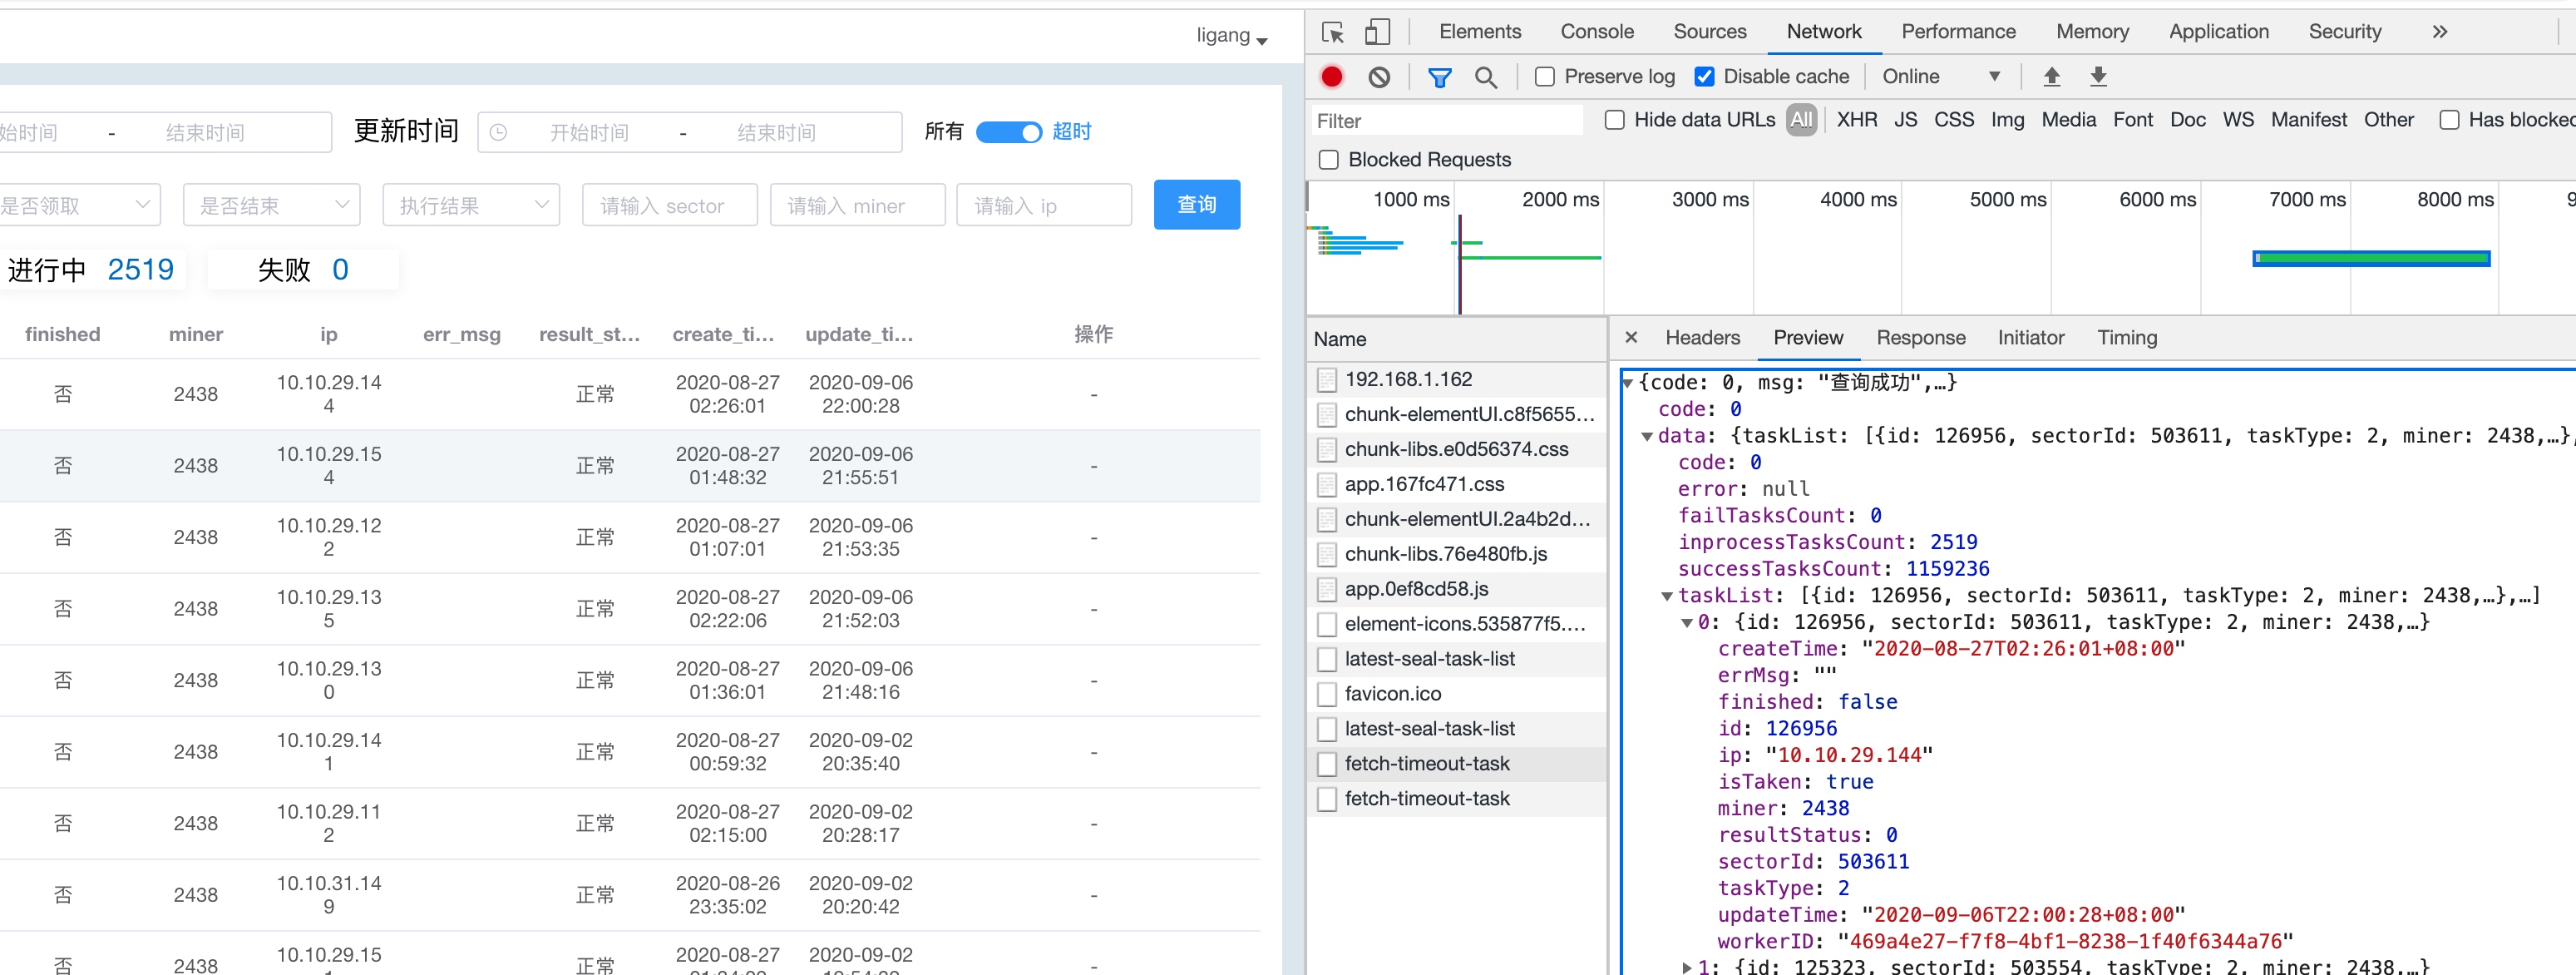 ligang
始时间 - 结束时间 更新时间 开始时间 - 结束时间 所有 超时
是否领取 是否结束 执行结果 请输入 sector 请输入 miner 请输入 ip 查询
进行中 2519 失败 0
finished miner ip err_msg result_st... create_ti... update_ti... 操作
否 2438 10.10.29.144 正常 2020-08-27 02:26:01 2020-09-06 22:00:28 -
否 2438 10.10.29.154 正常 2020-08-27 01:48:32 2020-09-06 21:55:51 -
否 2438 10.10.29.122 正常 2020-08-27 01:07:01 2020-09-06 21:53:35 -
否 2438 10.10.29.135 正常 2020-08-27 02:22:06 2020-09-06 21:52:03 -
否 2438 10.10.29.130 正常 2020-08-27 01:36:01 2020-09-06 21:48:16 -
否 2438 10.10.29.141 正常 2020-08-27 00:59:32 2020-09-02 20:35:40 -
否 2438 10.10.29.112 正常 2020-08-27 02:15:00 2020-09-02 20:28:17 -
否 2438 10.10.31.149 正常 2020-08-26 23:35:02 2020-09-02 20:20:42 -
否 2438 10.10.29.15 正常 2020-08-27 2020-09-02 -
Elements Console Sources Network Performance Memory Application Security »
Preserve log Disable cache Online
Filter Hide data URLs All XHR JS CSS Img Media Font Doc WS Manifest Other Has blocked
Blocked Requests
1000 ms 2000 ms 3000 ms 4000 ms 5000 ms 6000 ms 7000 ms 8000 ms 9
Name
192.168.1.162
chunk-elementUI.c8f5655...
chunk-libs.e0d56374.css
app.167fc471.css
chunk-elementUI.2a4b2d...
chunk-libs.76e480fb.js
app.0ef8cd58.js
element-icons.535877f5....
latest-seal-task-list
favicon.ico
latest-seal-task-list
fetch-timeout-task
fetch-timeout-task
× Headers Preview Response Initiator Timing
{code: 0, msg: "查询成功",…}
code: 0
data: {taskList: [{id: 126956, sectorId: 503611, taskType: 2, miner: 2438,…},
code: 0
error: null
failTasksCount: 0
inprocessTasksCount: 2519
successTasksCount: 1159236
taskList: [{id: 126956, sectorId: 503611, taskType: 2, miner: 2438,…},…]
0: {id: 126956, sectorId: 503611, taskType: 2, miner: 2438,…}
createTime: "2020-08-27T02:26:01+08:00"
errMsg: ""
finished: false
id: 126956
ip: "10.10.29.144"
isTaken: true
miner: 2438
resultStatus: 0
sectorId: 503611
taskType: 2
updateTime: "2020-09-06T22:00:28+08:00"
workerID: "469a4e27-f7f8-4bf1-8238-1f40f6344a76"
1: {id: 125323, sectorId: 503554, taskType: 2, miner: 2438,…}